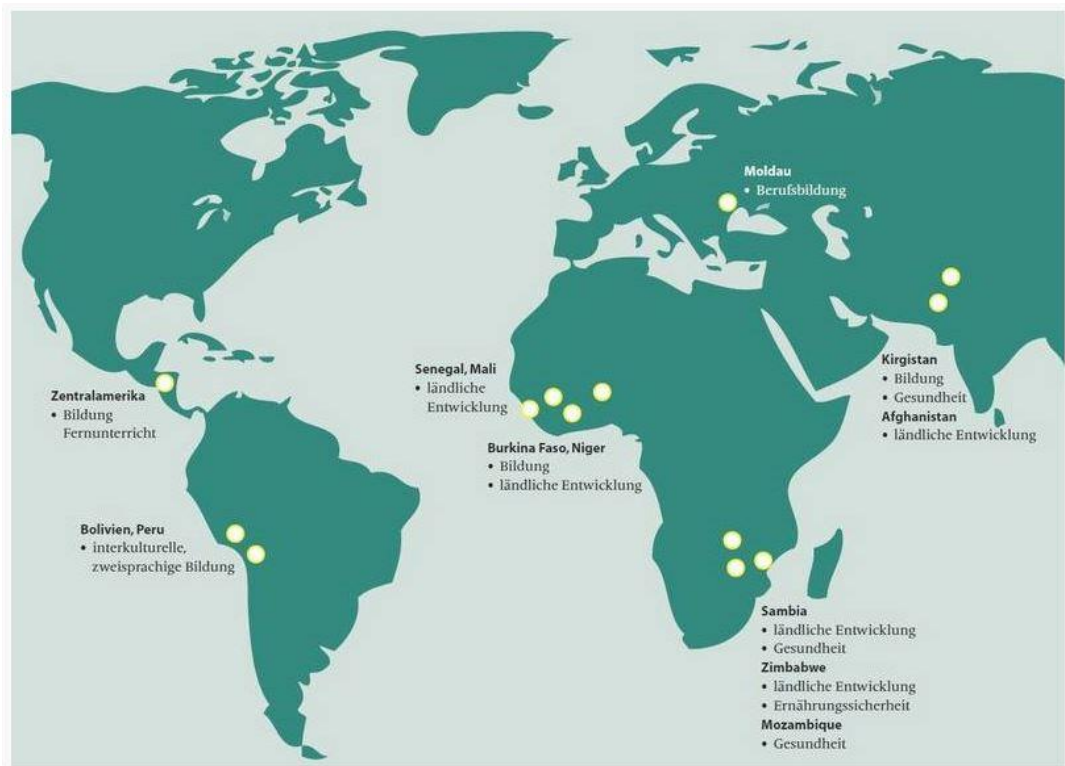 Moldau
• Berufsbildung
Kirgistan
• Bildung
• Gesundheit
Afghanistan
• ländliche Entwicklung
Senegal, Mali
• ländliche
Entwicklung
Zentralamerika
• Bildung
Fernunterricht
Burkina Faso, Niger
• Bildung
• ländliche Entwicklung
Bolivien, Peru
• interkulturelle,
zweisprachige Bildung
Sambia
• ländliche Entwicklung
• Gesundheit
Zimbabwe
• ländliche Entwicklung
• Ernährungssicherheit
Mozambique
• Gesundheit